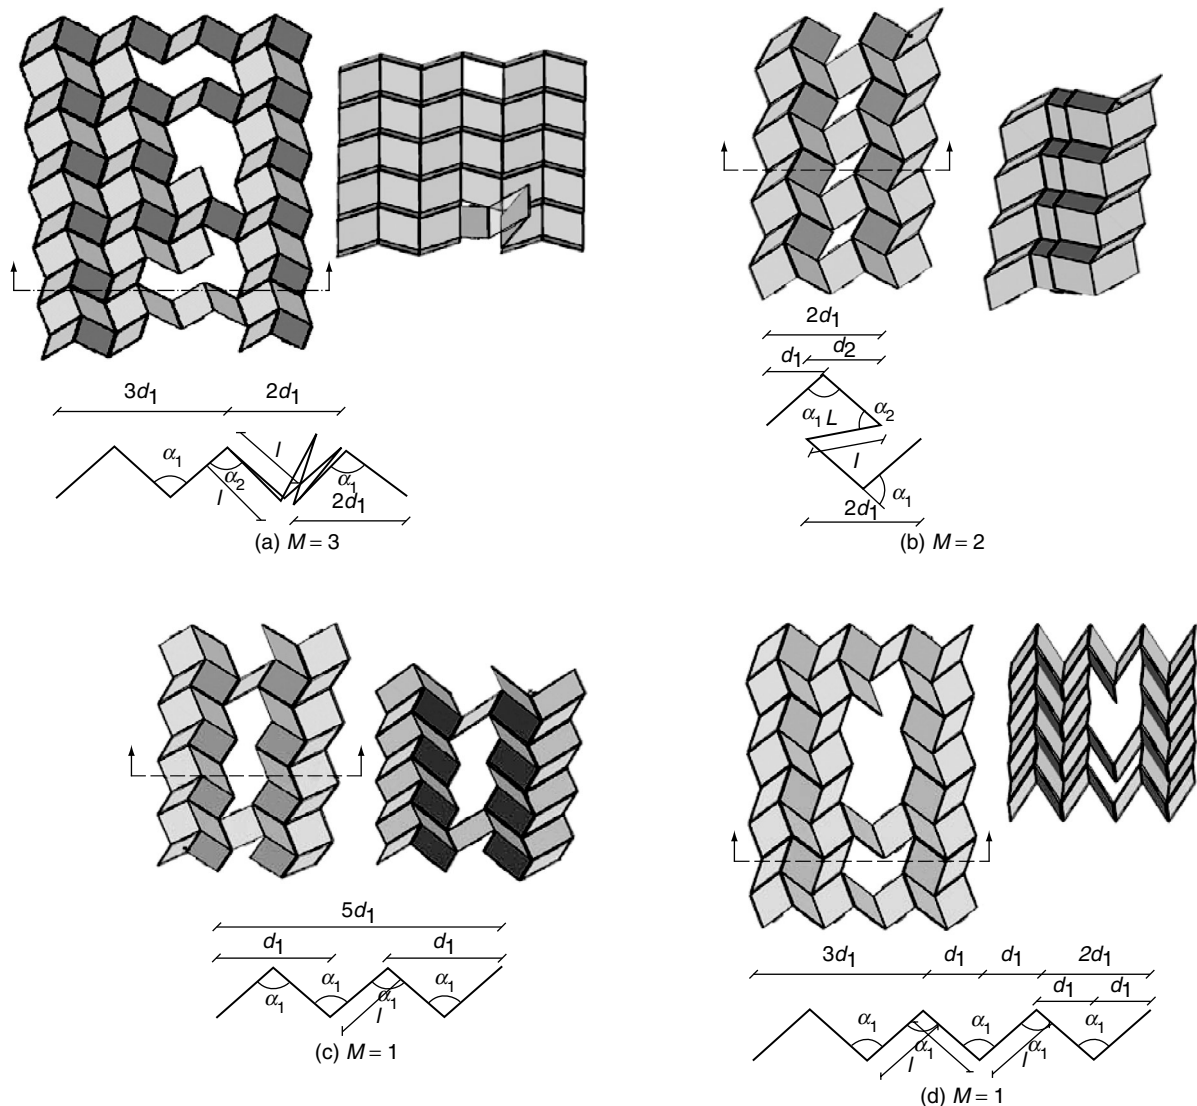 3d₁ 2d₁
l
α₁ α₂ α₁
l
2d₁
(a) M = 3
2d₁
d₁ d₂
α₁ L α₂
l
α₁
2d₁
(b) M = 2
5d₁
d₁ d₁
α₁ α₁ α₁ α₁
l
(c) M = 1
3d₁ d₁ d₁ 2d₁
d₁ d₁
α₁ α₁ α₁ α₁ α₁
l l
(d) M = 1